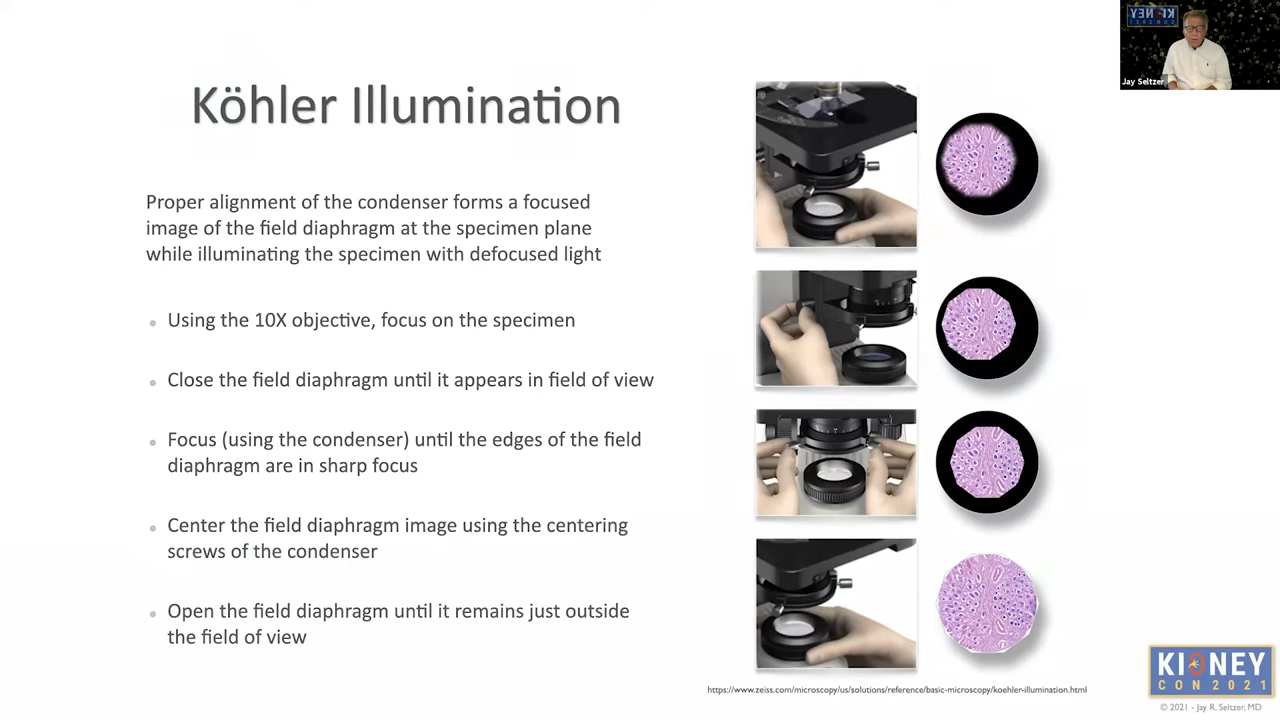 Köhler Illumination
Proper alignment of the condenser forms a focused
image of the field diaphragm at the specimen plane
while illuminating the specimen with defocused light
Using the 10X objective, focus on the specimen
Close the field diaphragm until it appears in field of view
Focus (using the condenser) until the edges of the field
diaphragm are in sharp focus
Center the field diaphragm image using the centering
screws of the condenser
Open the field diaphragm until it remains just outside
the field of view
https://www.zeiss.com/microscopy/us/solutions/reference/basic-microscopy/koehler-illumination.html
KIDNEY
CON 2021
Jay Seltzer
KIDNEY
CON 2021
© 2021 - Jay R. Seltzer, MD